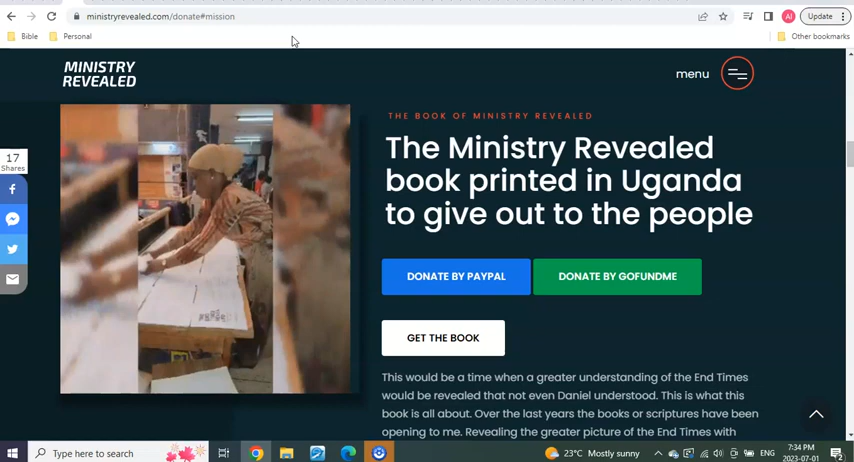 ministryrevealed.com/donate#mission
AI
Update
Bible
Personal
Other bookmarks
MINISTRY
REVEALED
menu
17
Shares
THE BOOK OF MINISTRY REVEALED
The Ministry Revealed
book printed in Uganda
to give out to the people
DONATE BY PAYPAL
DONATE BY GOFUNDME
GET THE BOOK
This would be a time when a greater understanding of the End Times
would be revealed that not even Daniel understood. This is what this
book is all about. Over the last years the books or scriptures have been
opening to me. Revealing the greater picture of the End Times with
Type here to search
23°C Mostly sunny
ENG
7:34 PM
2023-07-01
2